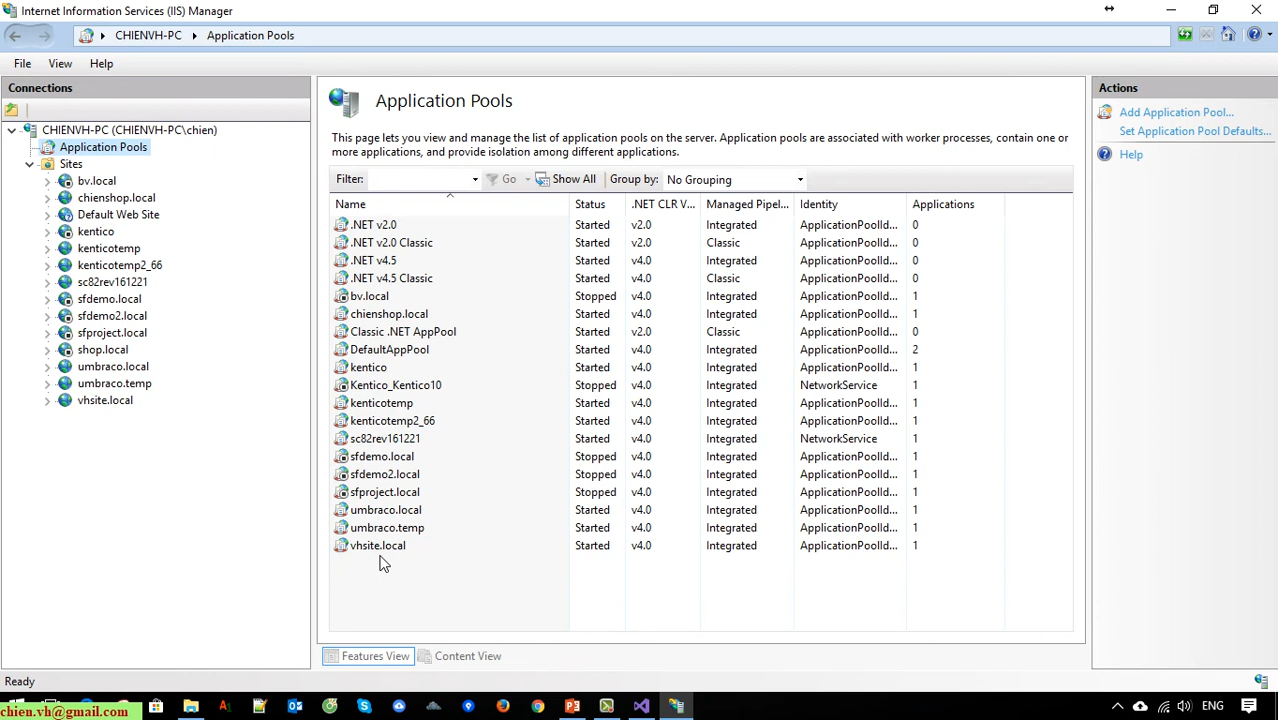 Internet Information Services (IIS) Manager
CHIENVH-PC Application Pools
File View Help
Connections
CHIENVH-PC (CHIENVH-PC\chien)
Application Pools
Sites
bv.local
chienshop.local
Default Web Site
kentico
kenticotemp
kenticotemp2_66
sc82rev161221
sfdemo.local
sfdemo2.local
sfproject.local
shop.local
umbraco.local
umbraco.temp
vhsite.local
Application Pools
This page lets you view and manage the list of application pools on the server. Application pools are associated with worker processes, contain one or
more applications, and provide isolation among different applications.
Filter: Go Show All Group by: No Grouping
Name Status .NET CLR V... Managed Pipel... Identity Applications
.NET v2.0 Started v2.0 Integrated ApplicationPoolId... 0
.NET v2.0 Classic Started v2.0 Classic ApplicationPoolId... 0
.NET v4.5 Started v4.0 Integrated ApplicationPoolId... 0
.NET v4.5 Classic Started v4.0 Classic ApplicationPoolId... 0
bv.local Stopped v4.0 Integrated ApplicationPoolId... 1
chienshop.local Started v4.0 Integrated ApplicationPoolId... 1
Classic .NET AppPool Started v2.0 Classic ApplicationPoolId... 0
DefaultAppPool Started v4.0 Integrated ApplicationPoolId... 2
kentico Started v4.0 Integrated ApplicationPoolId... 1
Kentico_Kentico10 Stopped v4.0 Integrated NetworkService 1
kenticotemp Started v4.0 Integrated ApplicationPoolId... 1
kenticotemp2_66 Started v4.0 Integrated ApplicationPoolId... 1
sc82rev161221 Started v4.0 Integrated NetworkService 1
sfdemo.local Stopped v4.0 Integrated ApplicationPoolId... 1
sfdemo2.local Stopped v4.0 Integrated ApplicationPoolId... 1
sfproject.local Stopped v4.0 Integrated ApplicationPoolId... 1
umbraco.local Started v4.0 Integrated ApplicationPoolId... 1
umbraco.temp Started v4.0 Integrated ApplicationPoolId... 1
vhsite.local Started v4.0 Integrated ApplicationPoolId... 1
Features View Content View
Actions
Add Application Pool...
Set Application Pool Defaults...
Help
Ready
chien.vh@gmail.com
ENG